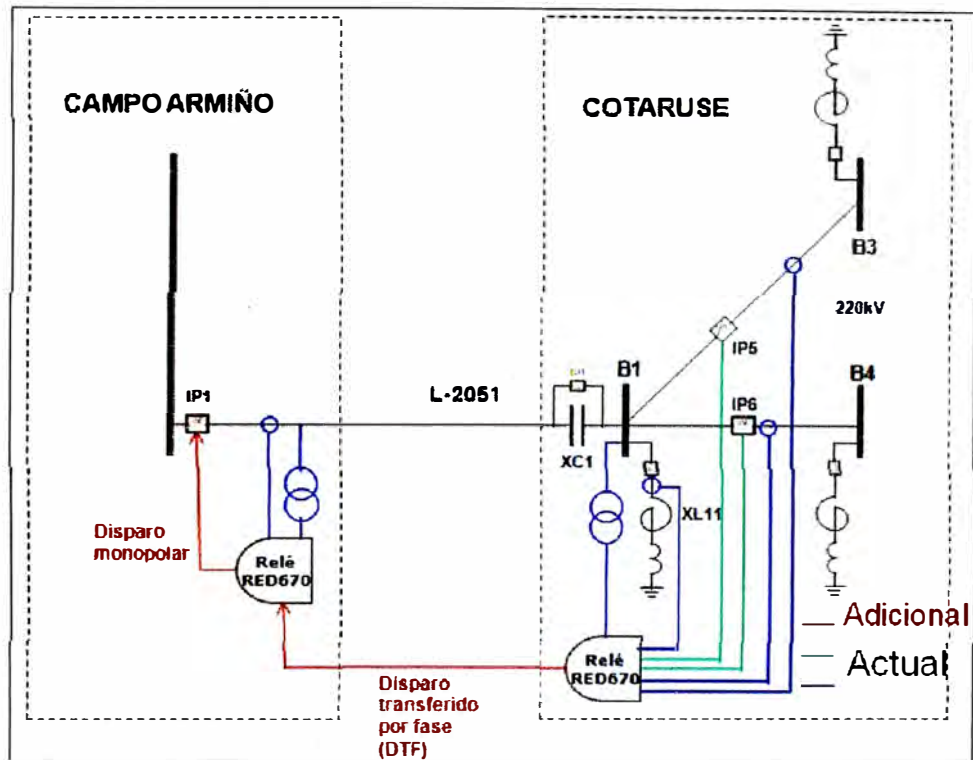 CAMPO ARMIÑO
COTARUSE
B3
220kV
IP5
B1
B4
IP1
L-2051
IP6
XC1
XL11
Disparo
monopolar
Relé
RED670
Adicional
Relé
RED670
Actual
Disparo
transferido
por fase
(DTF)